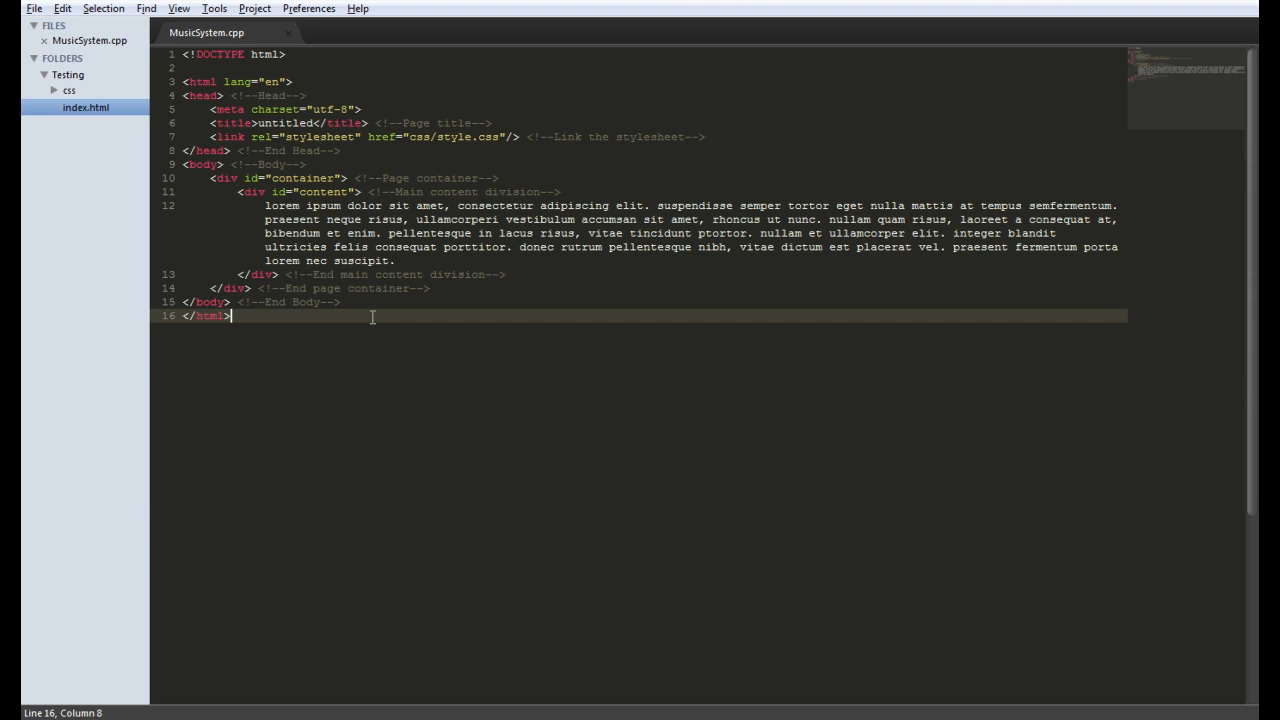 File Edit Selection Find View Tools Project Preferences Help
FILES
MusicSystem.cpp
FOLDERS
Testing
css
index.html
MusicSystem.cpp
1 <!DOCTYPE html>
2
3 <html lang="en">
4 <head> <!--Head-->
5 <meta charset="utf-8">
6 <title>untitled</title> <!--Page title-->
7 <link rel="stylesheet" href="css/style.css"/> <!--Link the stylesheet-->
8 </head> <!--End Head-->
9 <body> <!--Body-->
10 <div id="container"> <!--Page container-->
11 <div id="content"> <!--Main content division-->
12 lorem ipsum dolor sit amet, consectetur adipiscing elit. suspendisse semper tortor eget nulla mattis at tempus semfermentum.
praesent neque risus, ullamcorperi vestibulum accumsan sit amet, rhoncus ut nunc. nullam quam risus, laoreet a consequat at,
bibendum et enim. pellentesque in lacus risus, vitae tincidunt ptortor. nullam et ullamcorper elit. integer blandit
ultricies felis consequat porttitor. donec rutrum pellentesque nibh, vitae dictum est placerat vel. praesent fermentum porta
lorem nec suscipit.
13 </div> <!--End main content division-->
14 </div> <!--End page container-->
15 </body> <!--End Body-->
16 </html>
Line 16, Column 8